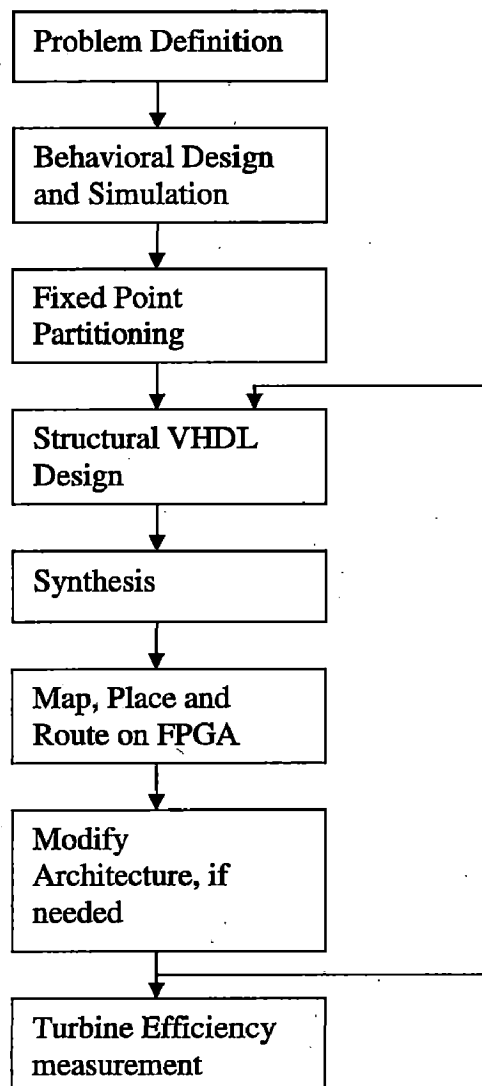 Problem Definition
Behavioral Design
and Simulation
Fixed Point
Partitioning
Structural VHDL
Design
Synthesis
Map, Place and
Route on FPGA
Modify
Architecture, if
needed
Turbine Efficiency
measurement